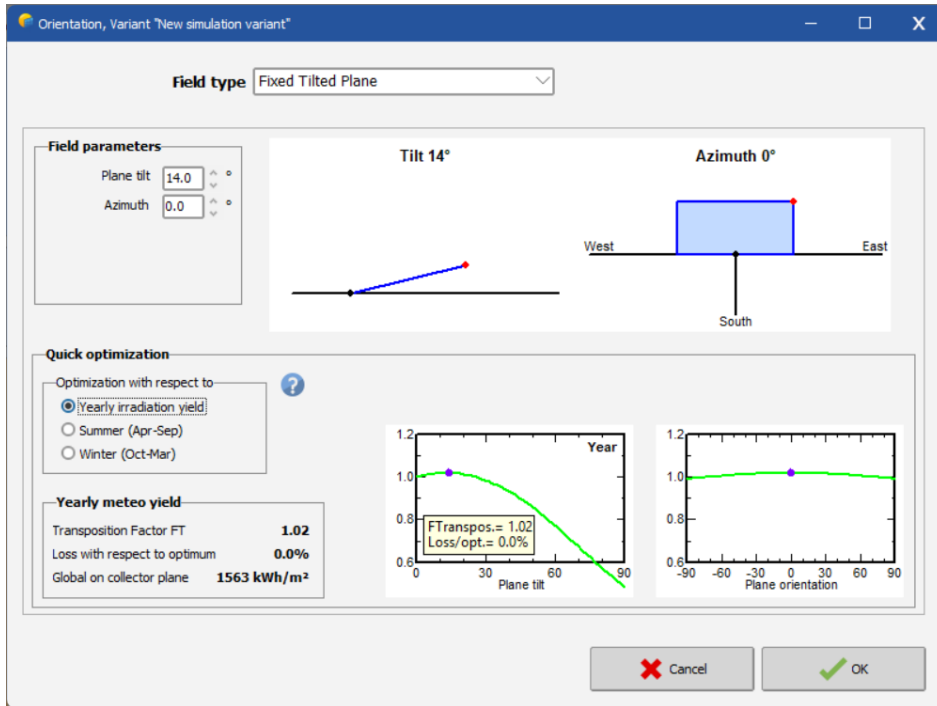 Orientation, Variant "New simulation variant"
Field type Fixed Tilted Plane
Field parameters
Plane tilt 14.0 °
Azimuth 0.0 °
Tilt 14°
Azimuth 0°
West East
South
Quick optimization
Optimization with respect to
Yearly irradiation yield
Summer (Apr-Sep)
Winter (Oct-Mar)
?
Yearly meteo yield
Transposition Factor FT 1.02
Loss with respect to optimum 0.0%
Global on collector plane 1563 kWh/m²
1.2
Year
1.0
0.8
FTranspos.= 1.02
Loss/opt.= 0.0%
0.6
0 30 60 90
Plane tilt
1.2
1.0
0.8
0.6
-90 -60 -30 0 30 60 90
Plane orientation
Cancel
OK